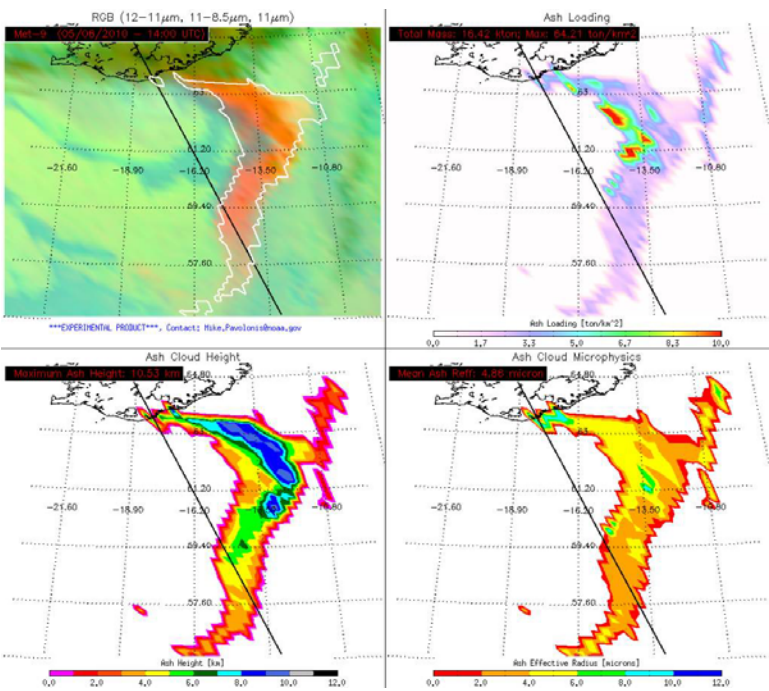 RGB (12-11μm, 11-8.5μm, 11μm)
Met-9 (05/06/2010 - 14:00 UTC)
63
61.20
-21.60 -18.90 -16.20 -13.50 -10.80
59.40
57.60
***EXPERIMENTAL PRODUCT***, Contact: Mike.Pavolonis@noaa.gov
Ash Loading
Total Mass: 16.42 kton; Max: 64.21 ton/km2
63
61.20
-21.60 -18.90 -16.20 -13.50 -10.80
59.40
57.60
Ash Loading [ton/km^2]
0.0 1.7 3.3 5.0 6.7 8.3 10.0
Ash Cloud Height
Maximum Ash Height: 10.53 km
64.80
63
61.20
-21.60 -18.90 -16.20 -13.50 -10.80
59.40
57.60
Ash Height [km]
0.0 2.0 4.0 6.0 8.0 10.0 12.0
Ash Cloud Microphysics
Mean Ash Reff: 4.86 micron
64.80
63
61.20
-21.60 -18.90 -16.20 -13.50 -10.80
59.40
57.60
Ash Effective Radius [microns]
0.0 2.0 4.0 6.0 8.0 10.0 12.0